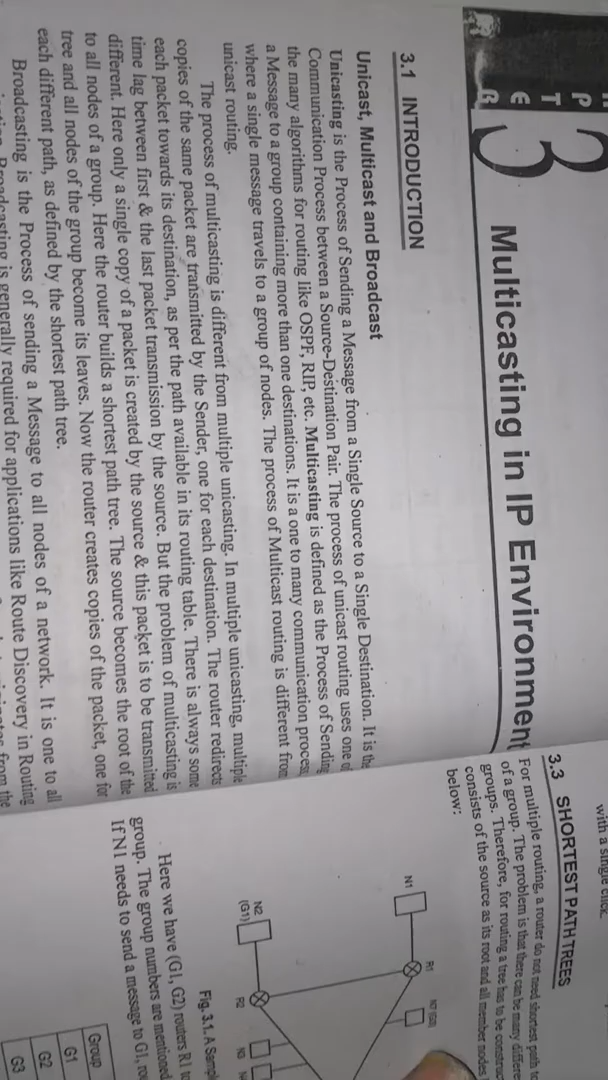 P
T
E
R
3
Multicasting in IP Environment
3.1 INTRODUCTION
Unicast, Multicast and Broadcast
Unicasting is the Process of Sending a Message from a Single Source to a Single Destination. It is the
Communication Process between a Source-Destination Pair. The process of unicast routing uses one of
the many algorithms for routing like OSPF, RIP, etc. Multicasting is defined as the Process of Sending
a Message to a group containing more than one destinations. It is a one to many communication process
where a single message travels to a group of nodes. The process of Multicast routing is different from
unicast routing.
The process of multicasting is different from multiple unicasting. In multiple unicasting, multiple
copies of the same packet are transmitted by the Sender, one for each destination. The router redirects
each packet towards its destination, as per the path available in its routing table. There is always some
time lag between first & the last packet transmission by the source. But the problem of multicasting is
different. Here only a single copy of a packet is created by the source & this packet is to be transmitted
to all nodes of a group. Here the router builds a shortest path tree. The source becomes the root of the
tree and all nodes of the group become its leaves. Now the router creates copies of the packet, one for
each different path, as defined by the shortest path tree.
Broadcasting is the Process of sending a Message to all nodes of a network. It is one to all
Broadcasting is generally required for applications like Route Discovery in Routing
from the
with a single click.
3.3 SHORTEST PATH TREES
For multiple routing, a router do not need shortest path to
of a group. The problem is that there can be many differe
groups. Therefore, for routing a tree has to be construc
consists of the source as its root and all member nodes
below:
N1
R1
N2
(G1)
R2
N3
Fig. 3.1. A Sampl
Here we have (G1, G2) routers R1 to
group. The group numbers are mentioned
If N1 needs to send a message to G1, rou
Group
G1
G2
G3